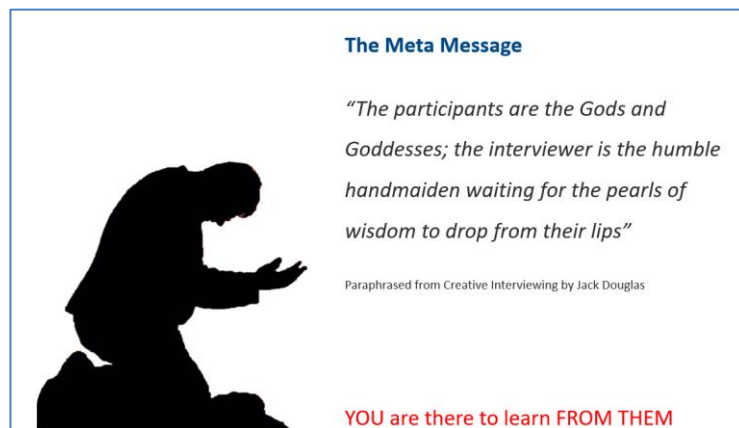 The Meta Message
“The participants are the Gods and
Goddesses; the interviewer is the humble
handmaiden waiting for the pearls of
wisdom to drop from their lips”
Paraphrased from Creative Interviewing by Jack Douglas
YOU are there to learn FROM THEM